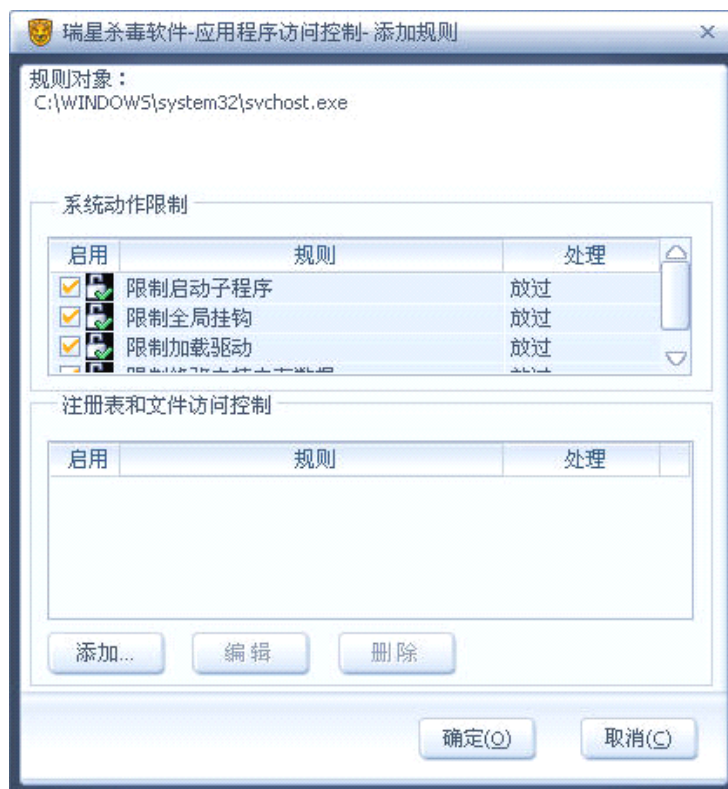 瑞星杀毒软件-应用程序访问控制- 添加规则
规则对象：
C:\WINDOWS\system32\svchost.exe
系统动作限制
启用 规则 处理
限制启动子程序 放过
限制全局挂钩 放过
限制加载驱动 放过
注册表和文件访问控制
启用 规则 处理
添加... 编辑 删除
确定(O) 取消(C)